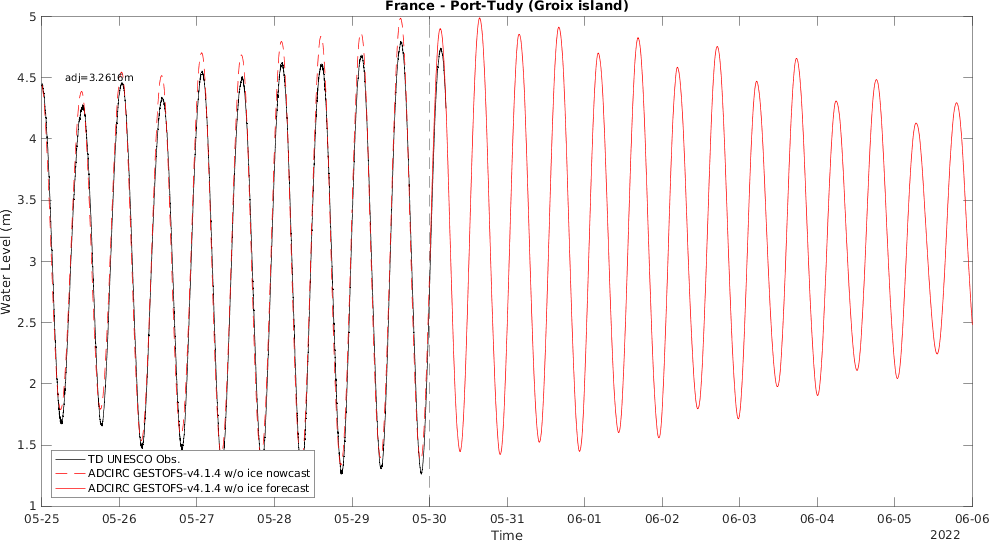 France - Port-Tudy (Groix island)
Water Level (m)
5
4.5
4
3.5
3
2.5
2
1.5
1
adj=3.2616m
TD UNESCO Obs.
ADCIRC GESTOFS-v4.1.4 w/o ice nowcast
ADCIRC GESTOFS-v4.1.4 w/o ice forecast
05-25 05-26 05-27 05-28 05-29 05-30 05-31 06-01 06-02 06-03 06-04 06-05 06-06
Time
2022